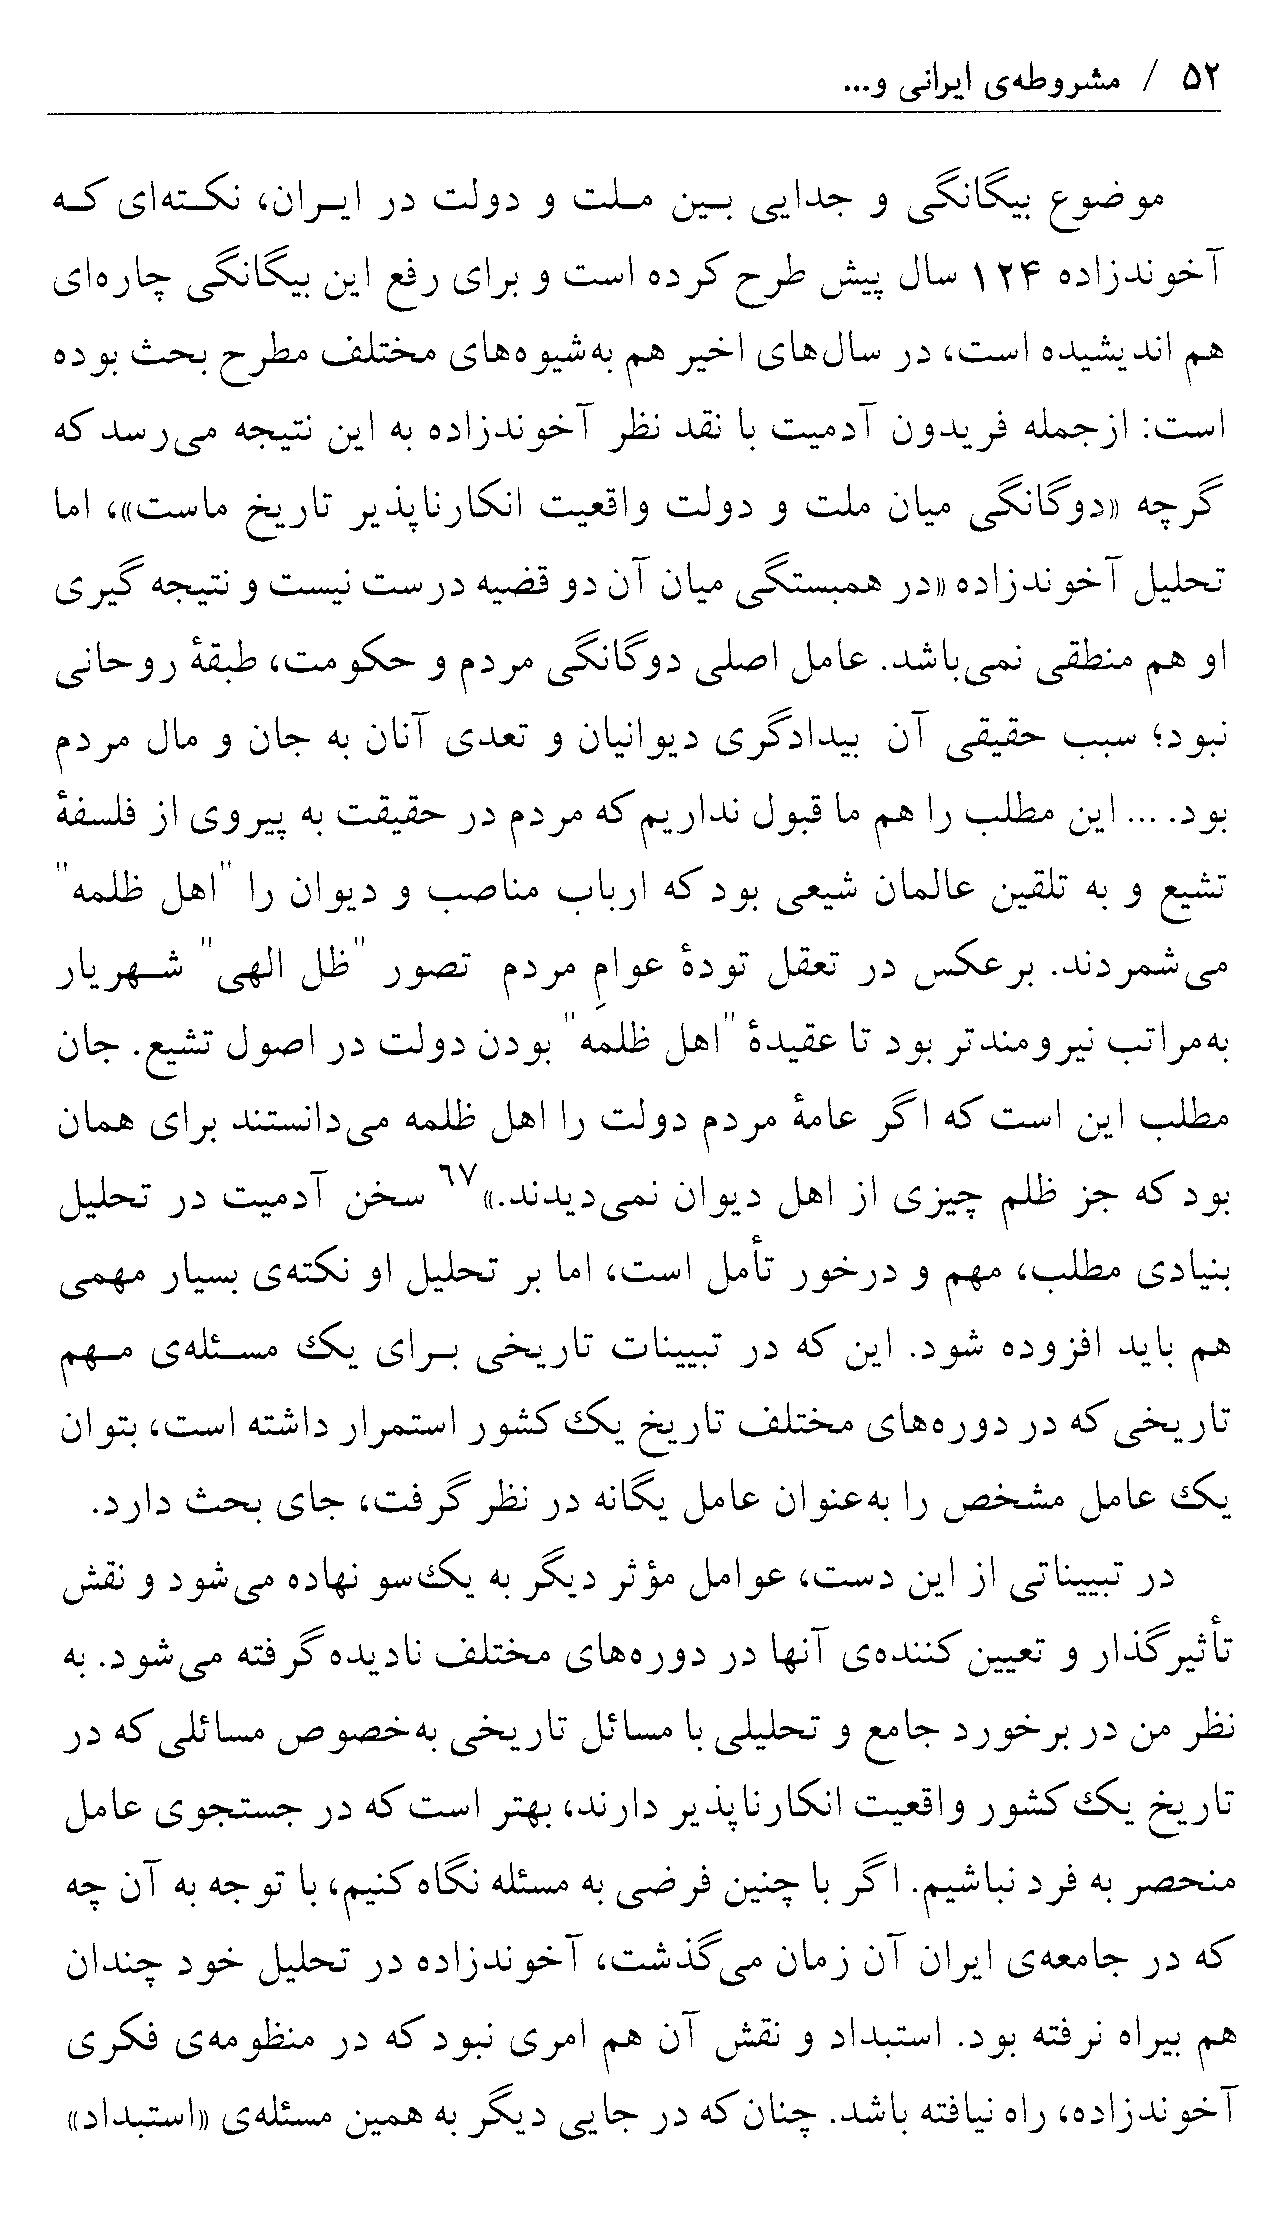 ۵۲ / مشروطه‌ی ایرانی و...
موضوع بیگانگی و جدایی بین ملت و دولت در ایران، نکته‌ای که
آخوندزاده ۱۲۴ سال پیش طرح کرده است و برای رفع این بیگانگی چاره‌ای
هم اندیشیده است، در سال‌های اخیر هم به‌شیوه‌های مختلف مطرح بحث بوده
است: ازجمله فریدون آدمیت با نقد نظر آخوندزاده به این نتیجه می‌رسد که
گرچه «دوگانگی میان ملت و دولت واقعیت انکارناپذیر تاریخ ماست»، اما
تحلیل آخوندزاده «در همبستگی میان آن دو قضیه درست نیست و نتیجه گیری
او هم منطقی نمی‌باشد. عامل اصلی دوگانگی مردم و حکومت، طبقهٔ روحانی
نبود؛ سبب حقیقی آن بیدادگری دیوانیان و تعدی آنان به جان و مال مردم
بود. ... این مطلب را هم ما قبول نداریم که مردم در حقیقت به پیروی از فلسفهٔ
تشیع و به تلقین عالمان شیعی بود که ارباب مناصب و دیوان را "اهل ظلمه"
می‌شمردند. برعکس در تعقل تودهٔ عوامِ مردم تصور "ظل الهی" شهریار
به‌مراتب نیرومندتر بود تا عقیدهٔ "اهل ظلمه" بودن دولت در اصول تشیع. جان
مطلب این است که اگر عامهٔ مردم دولت را اهل ظلمه می‌دانستند برای همان
بود که جز ظلم چیزی از اهل دیوان نمی‌دیدند.»۶۷ سخن آدمیت در تحلیل
بنیادی مطلب، مهم و درخور تأمل است، اما بر تحلیل او نکته‌ی بسیار مهمی
هم باید افزوده شود. این که در تبیینات تاریخی برای یک مسئله‌ی مهم
تاریخی که در دوره‌های مختلف تاریخ یک کشور استمرار داشته است، بتوان
یک عامل مشخص را به‌عنوان عامل یگانه در نظر گرفت، جای بحث دارد.
در تبییناتی از این دست، عوامل مؤثر دیگر به یک‌سو نهاده می‌شود و نقش
تأثیرگذار و تعیین کننده‌ی آنها در دوره‌های مختلف نادیده گرفته می‌شود. به
نظر من در برخورد جامع و تحلیلی با مسائل تاریخی به‌خصوص مسائلی که در
تاریخ یک کشور واقعیت انکارناپذیر دارند، بهتر است که در جستجوی عامل
منحصر به فرد نباشیم. اگر با چنین فرضی به مسئله نگاه کنیم، با توجه به آن چه
که در جامعه‌ی ایران آن زمان می‌گذشت، آخوندزاده در تحلیل خود چندان
هم بیراه نرفته بود. استبداد و نقش آن هم امری نبود که در منظومه‌ی فکری
آخوندزاده، راه نیافته باشد. چنان که در جایی دیگر به همین مسئله‌ی «استبداد»